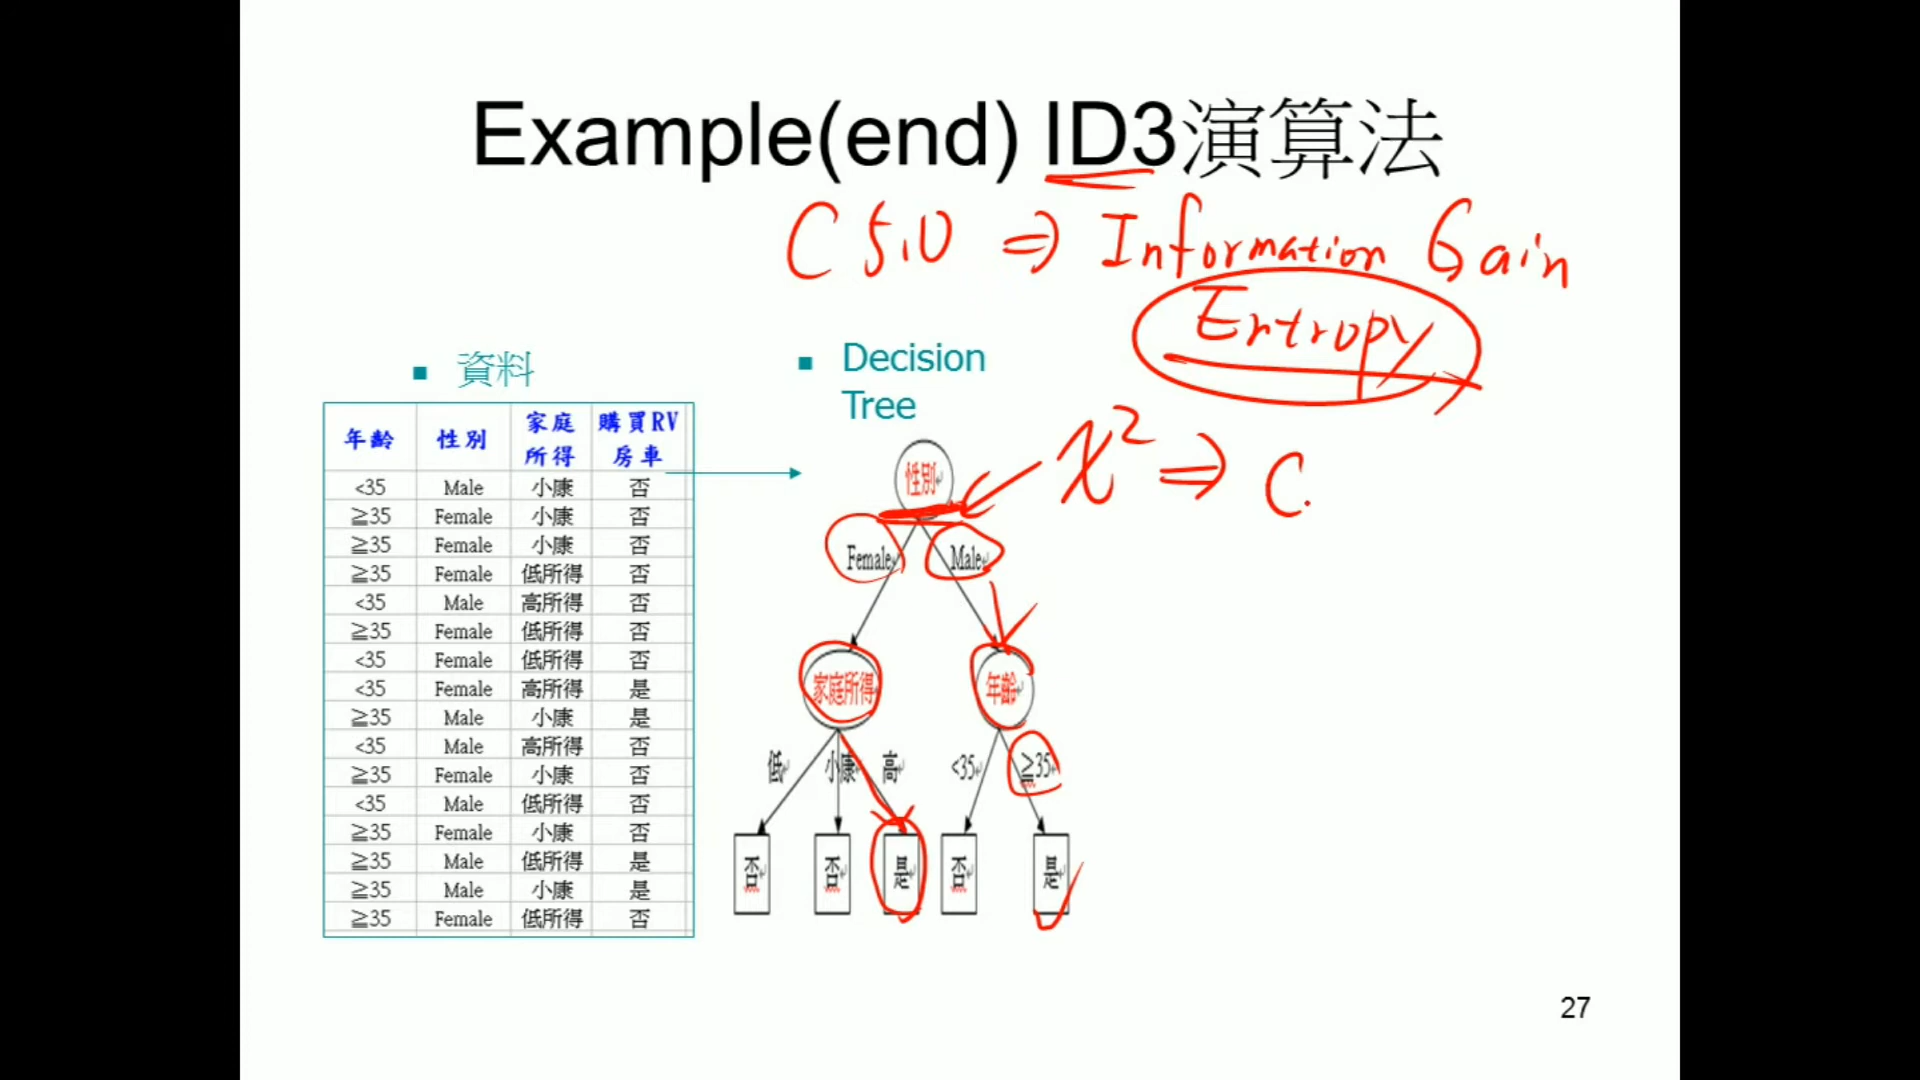 Example(end) ID3演算法
C 5.0 ⇒ Information Gain
Entropy
■ 資料
■ Decision Tree
年齡 性別 家庭所得 購買RV房車
<35 Male 小康 否
≧35 Female 小康 否
≧35 Female 小康 否
≧35 Female 低所得 否
<35 Male 高所得 否
≧35 Female 低所得 否
<35 Female 低所得 否
<35 Female 高所得 是
≧35 Male 小康 是
<35 Male 高所得 否
≧35 Female 小康 否
<35 Male 低所得 否
≧35 Female 小康 否
≧35 Male 低所得 是
≧35 Male 小康 是
≧35 Female 低所得 否
χ² ⇒ C.
性別
Female Male
家庭所得 年齡
低 小康 高 <35 ≧35
否 否 是 否 是
27